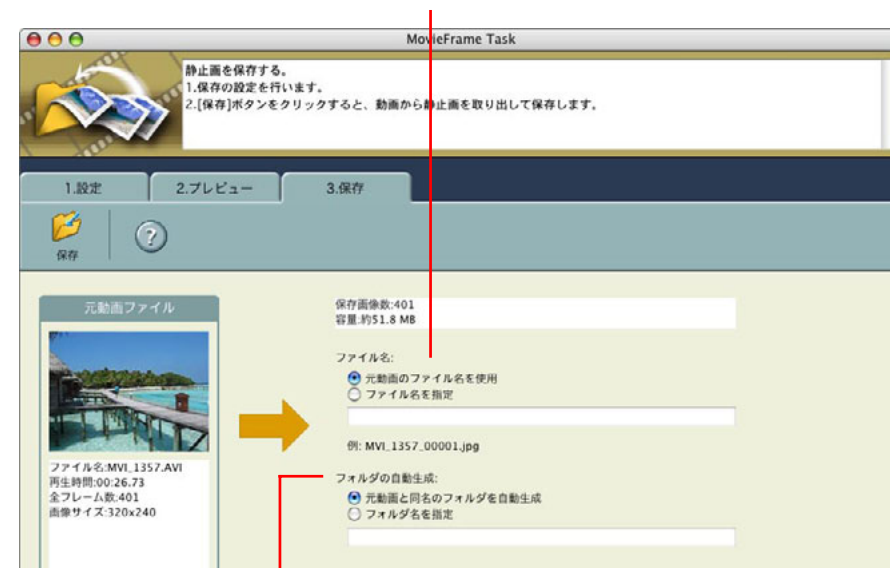 MovieFrame Task
静止画を保存する。
1.保存の設定を行います。
2.[保存]ボタンをクリックすると、動画から静止画を取り出して保存します。
1.設定
2.プレビュー
3.保存
保存
?
元動画ファイル
ファイル名:MVI_1357.AVI
再生時間:00:26.73
全フレーム数:401
画像サイズ:320x240
保存画像数:401
容量:約51.8 MB
ファイル名:
元動画のファイル名を使用
ファイル名を指定
例: MVI_1357_00001.jpg
フォルダの自動生成:
元動画と同名のフォルダを自動生成
フォルダ名を指定